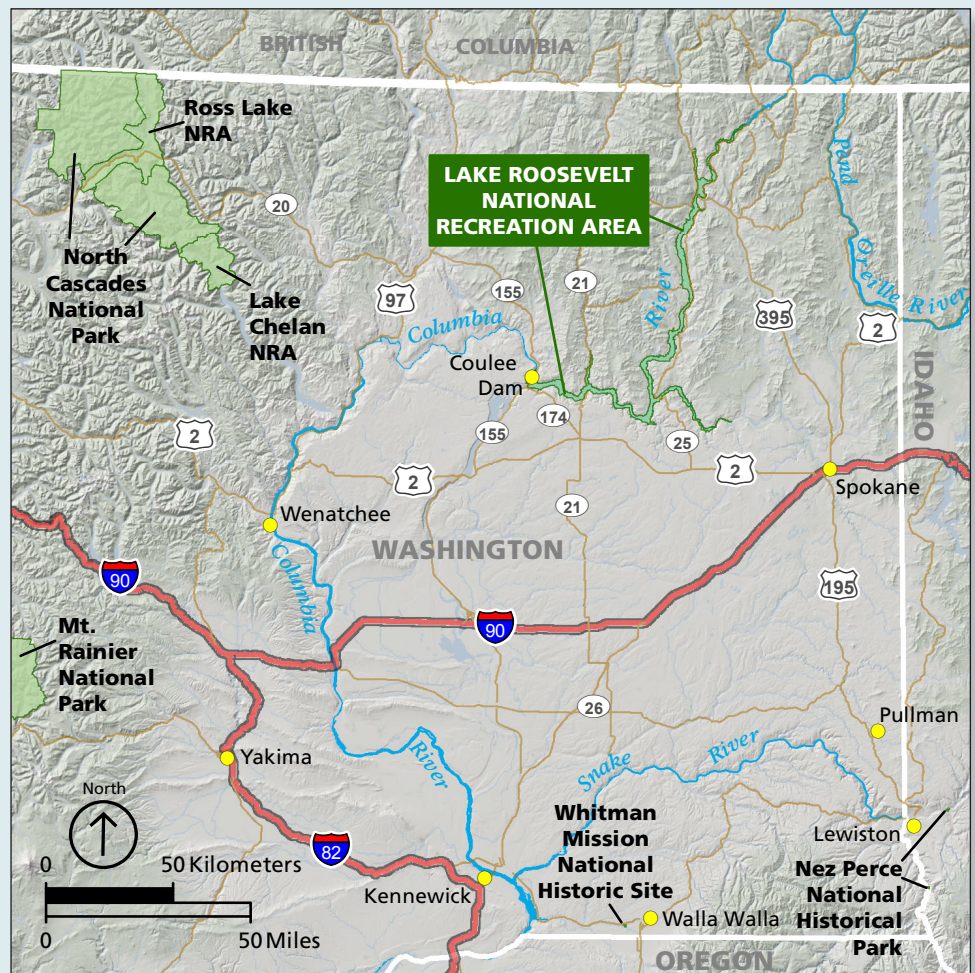 BRITISH
COLUMBIA
Ross Lake
NRA
LAKE ROOSEVELT
NATIONAL
RECREATION AREA
Pend
Oreille River
20
North
Cascades
National
Park
Lake
Chelan
NRA
97
155
21
River
395
2
Columbia
Coulee
Dam
IDAHO
174
2
155
25
2
2
Spokane
21
Wenatchee
WASHINGTON
Columbia
90
195
90
Mt.
Rainier
National
Park
26
Pullman
Yakima
River
Snake
River
North
Whitman
Mission
National
Historic Site
Lewiston
82
0
50 Kilometers
Kennewick
Nez Perce
National
Historical
Park
Walla Walla
0
50 Miles
OREGON